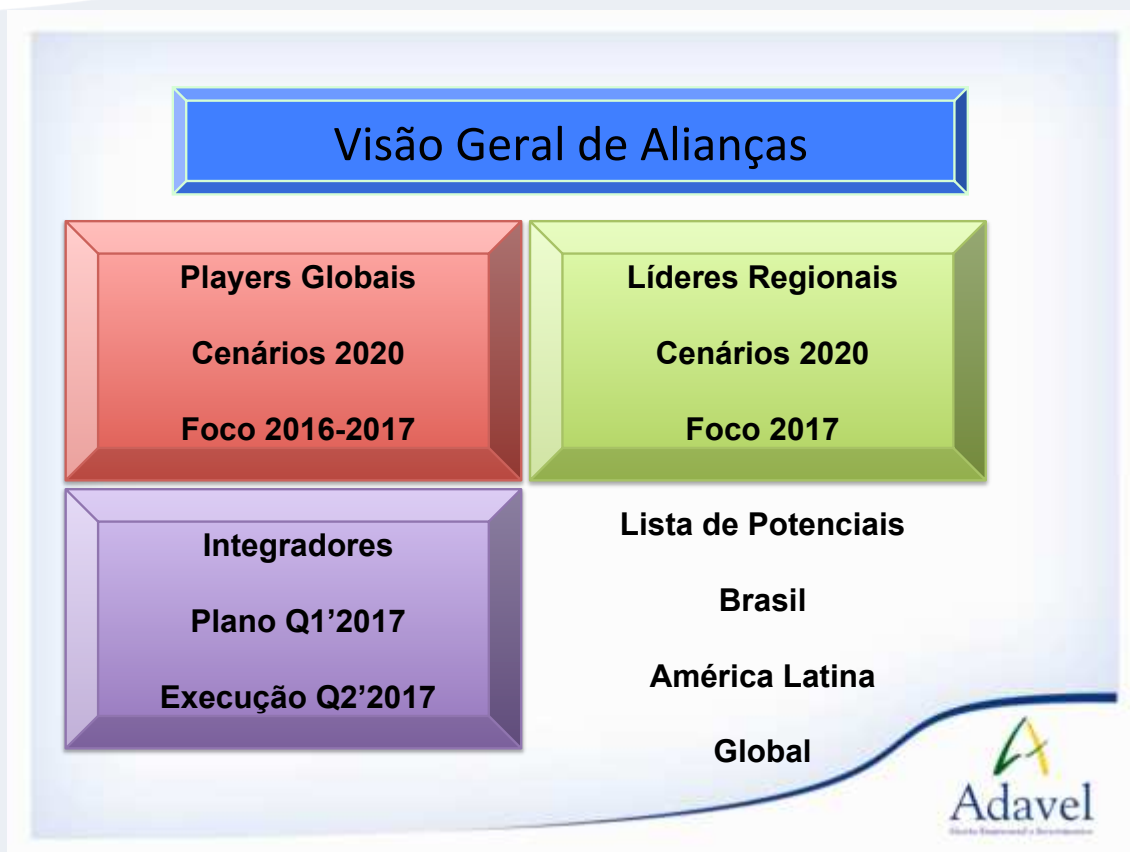 Visão Geral de Alianças
Players Globais
Cenários 2020
Foco 2016-2017
Líderes Regionais
Cenários 2020
Foco 2017
Integradores
Plano Q1’2017
Execução Q2’2017
Lista de Potenciais
Brasil
América Latina
Global
Adavel